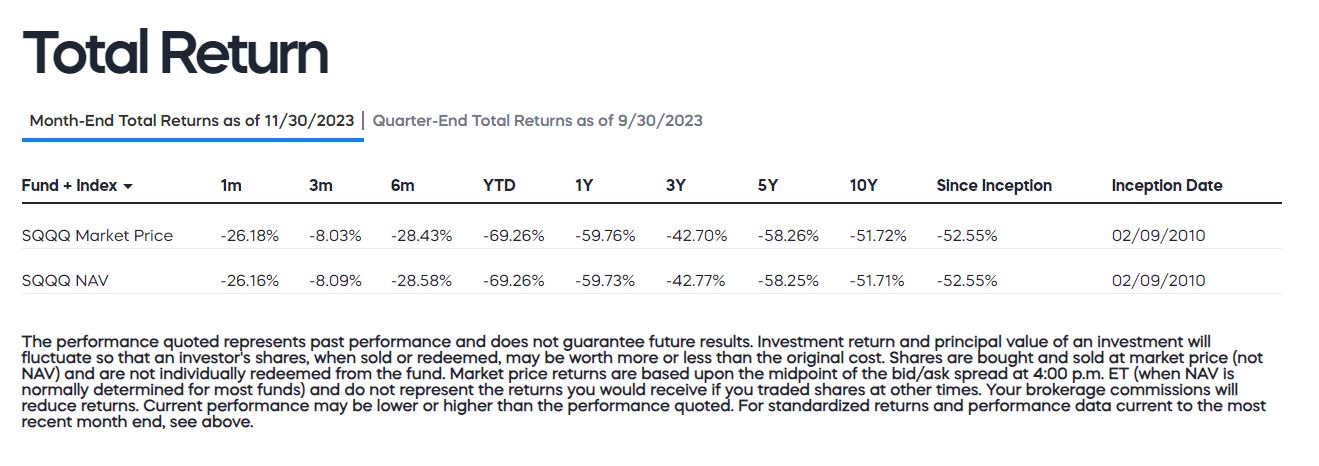 Total Return
Month-End Total Returns as of 11/30/2023 | Quarter-End Total Returns as of 9/30/2023
Fund + Index 1m 3m 6m YTD 1Y 3Y 5Y 10Y Since Inception Inception Date
SQQQ Market Price -26.18% -8.03% -28.43% -69.26% -59.76% -42.70% -58.26% -51.72% -52.55% 02/09/2010
SQQQ NAV -26.16% -8.09% -28.58% -69.26% -59.73% -42.77% -58.25% -51.71% -52.55% 02/09/2010
The performance quoted represents past performance and does not guarantee future results. Investment return and principal value of an investment will
fluctuate so that an investor's shares, when sold or redeemed, may be worth more or less than the original cost. Shares are bought and sold at market price (not
NAV) and are not individually redeemed from the fund. Market price returns are based upon the midpoint of the bid/ask spread at 4:00 p.m. ET (when NAV is
normally determined for most funds) and do not represent the returns you would receive if you traded shares at other times. Your brokerage commissions will
reduce returns. Current performance may be lower or higher than the performance quoted. For standardized returns and performance data current to the most
recent month end, see above.